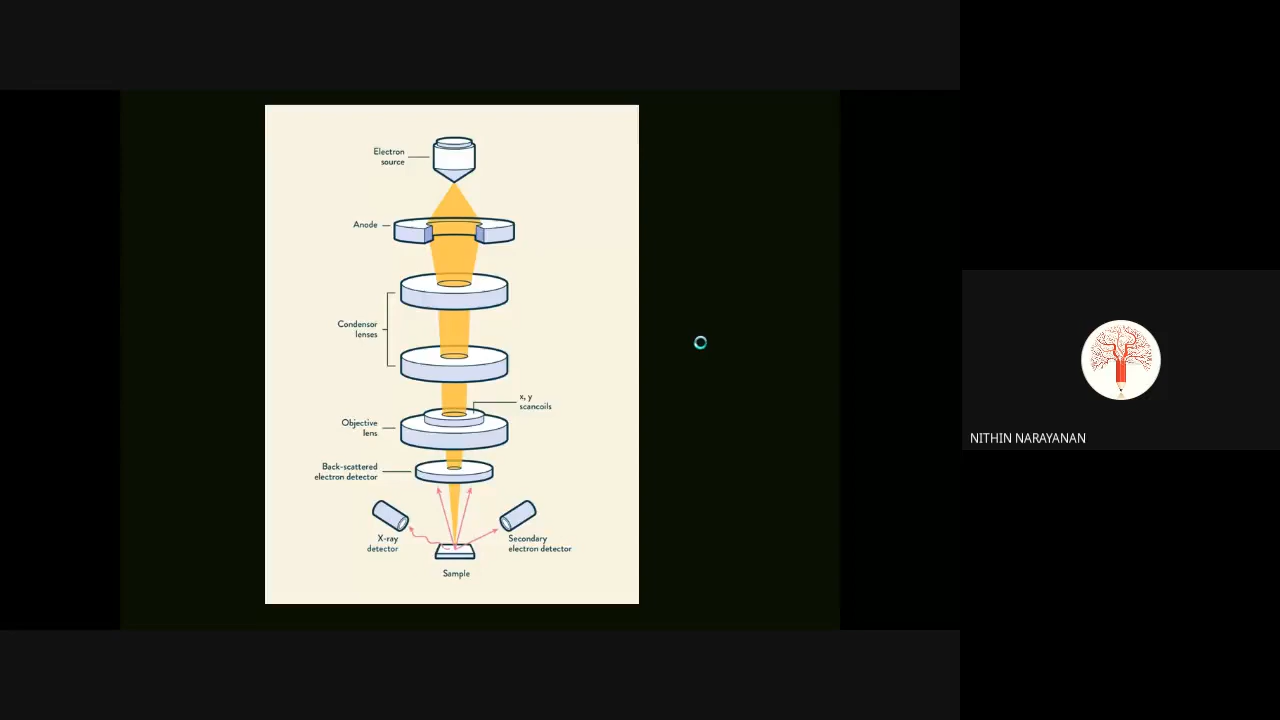 Electron
source
Anode
Condensor
lenses
x, y
scancoils
Objective
lens
Back-scattered
electron detector
X-ray
detector
Secondary
electron detector
Sample
NITHIN NARAYANAN